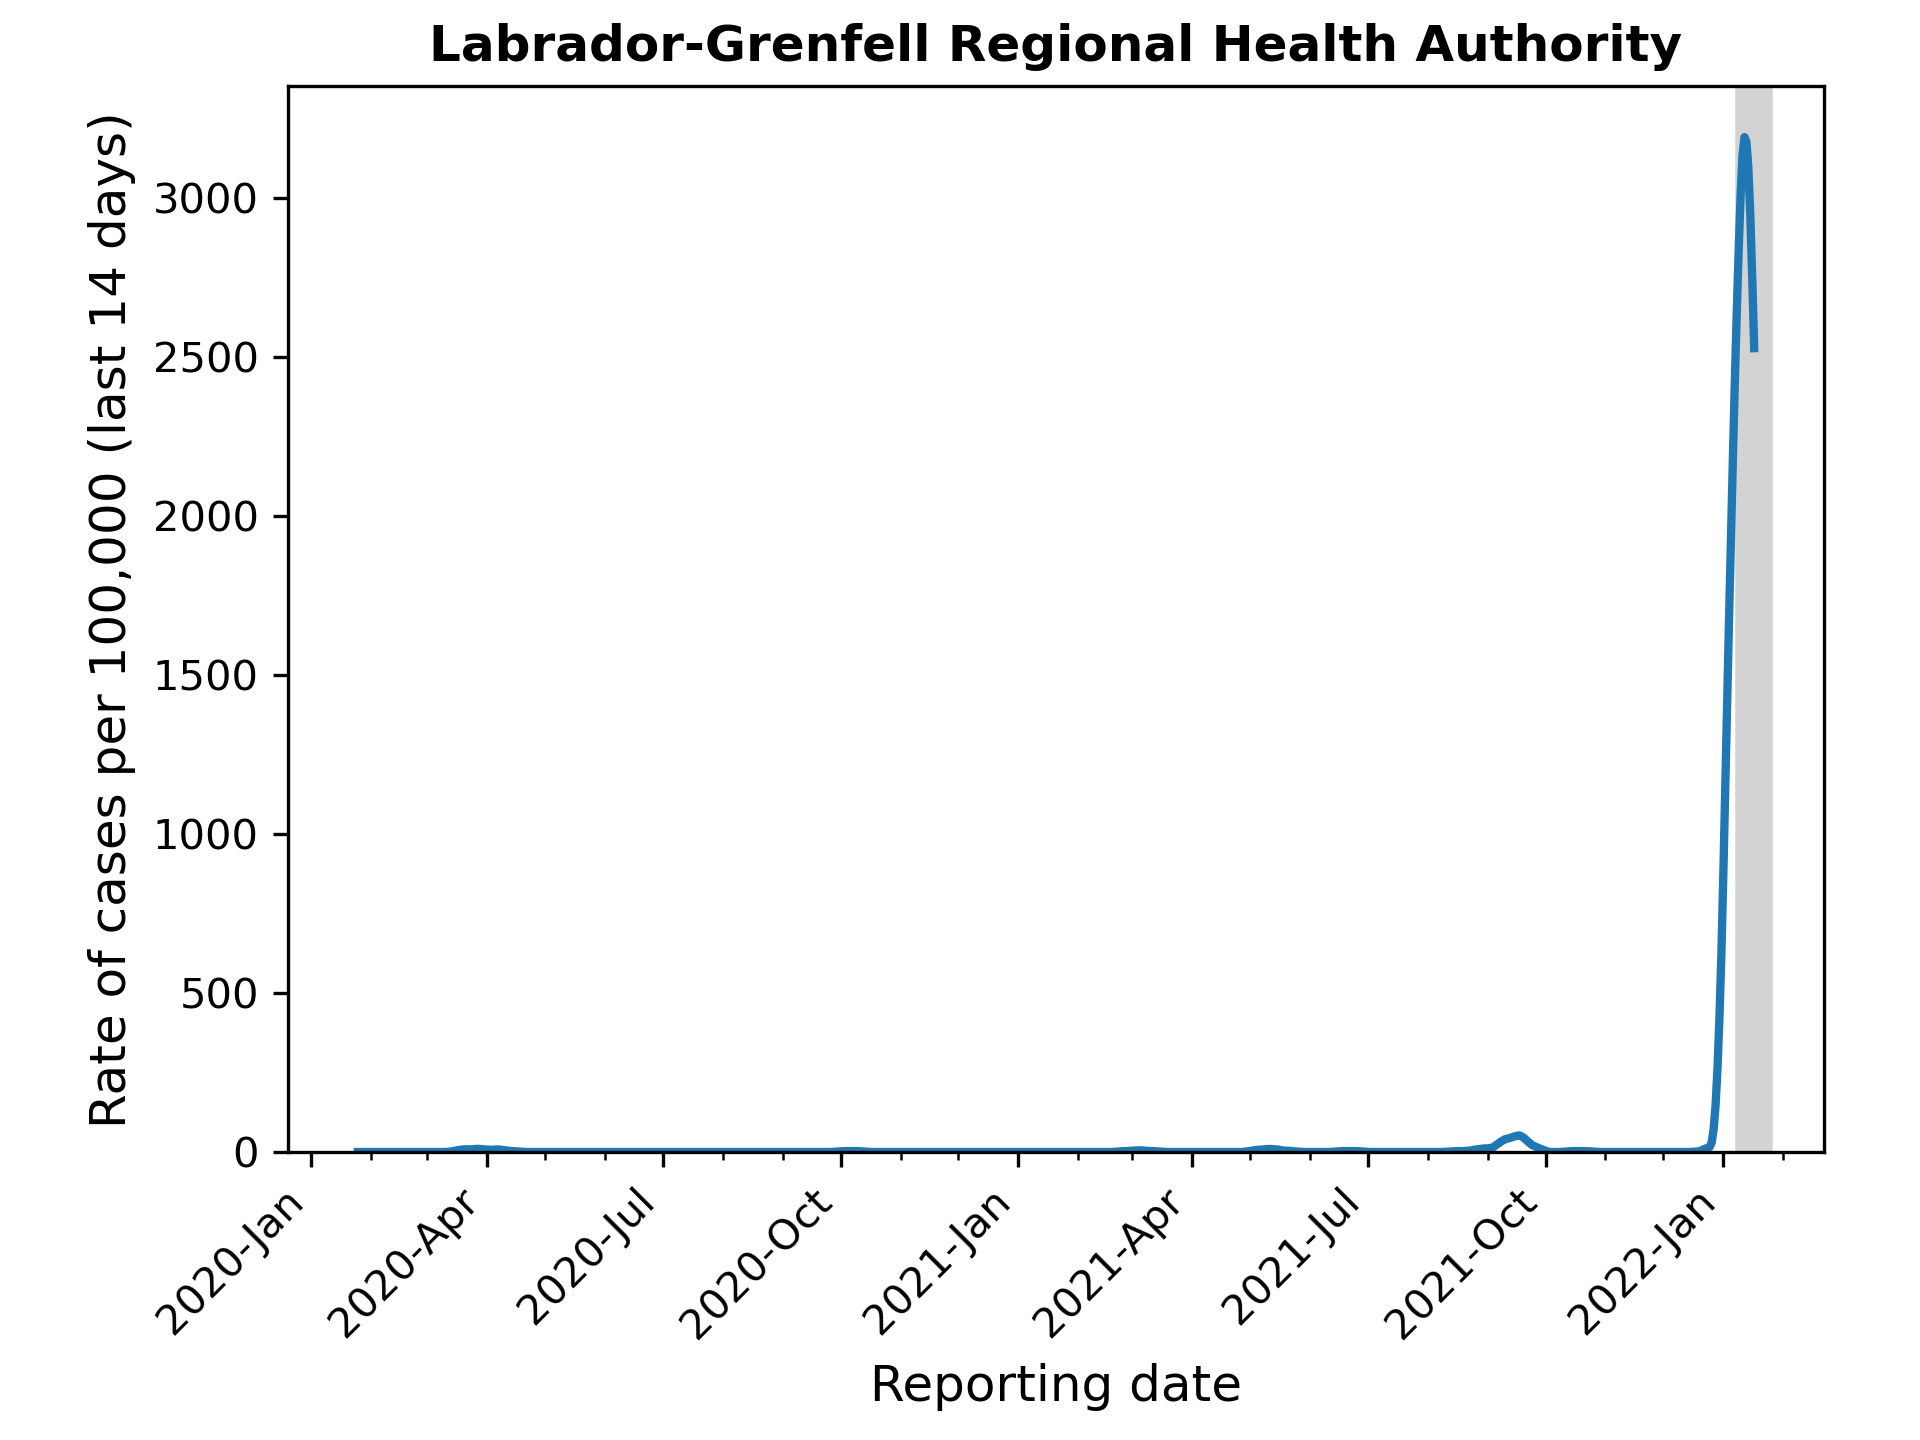 Labrador-Grenfell Regional Health Authority
Rate of cases per 100,000 (last 14 days)
3000
2500
2000
1500
1000
500
0
2020-Jan
2020-Apr
2020-Jul
2020-Oct
2021-Jan
2021-Apr
2021-Jul
2021-Oct
2022-Jan
Reporting date